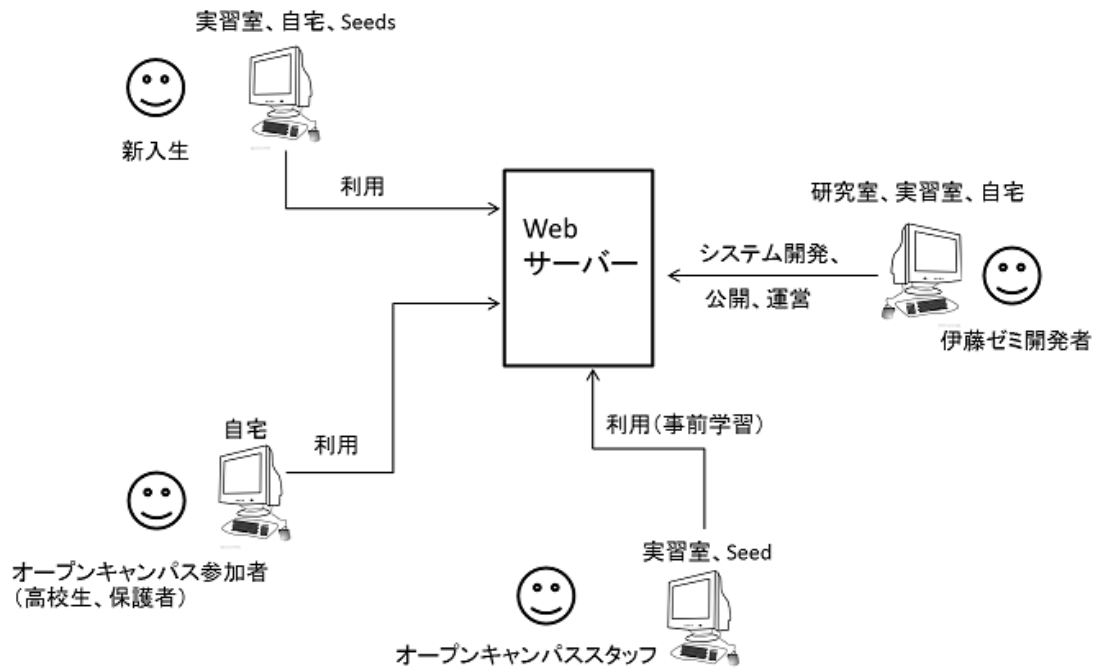 実習室、自宅、Seeds
新入生
利用
Web
サーバー
研究室、実習室、自宅
システム開発、
公開、運営
伊藤ゼミ開発者
自宅
利用
オープンキャンパス参加者
（高校生、保護者）
利用（事前学習）
実習室、Seed
オープンキャンパススタッフ